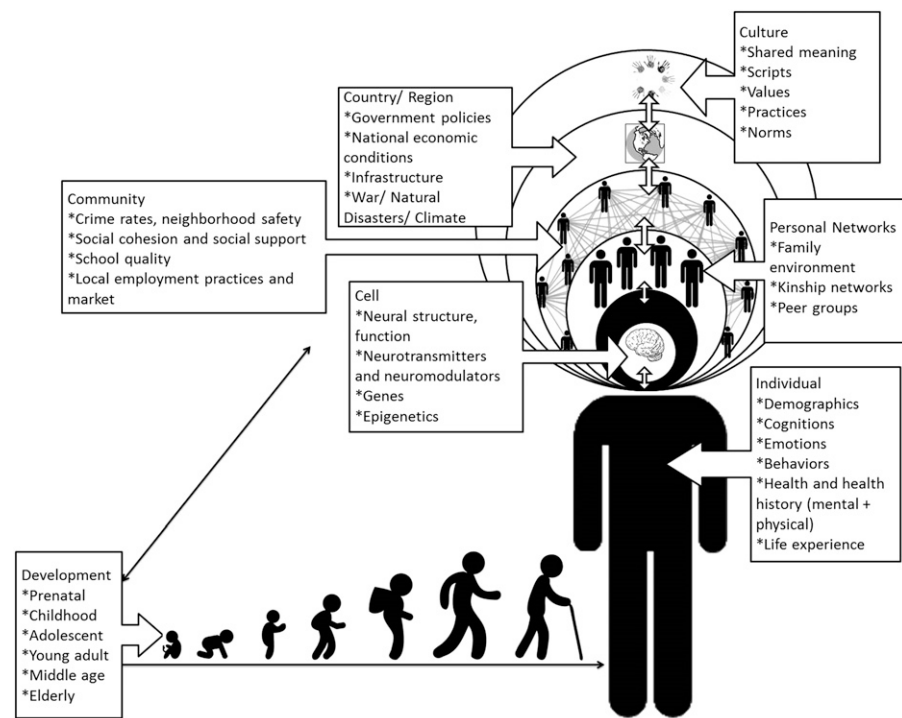 Culture
*Shared meaning
*Scripts
*Values
*Practices
*Norms
Country/ Region
*Government policies
*National economic
conditions
*Infrastructure
*War/ Natural
Disasters/ Climate
Community
*Crime rates, neighborhood safety
*Social cohesion and social support
*School quality
*Local employment practices and
market
Personal Networks
*Family
environment
*Kinship networks
*Peer groups
Cell
*Neural structure,
function
*Neurotransmitters
and neuromodulators
*Genes
*Epigenetics
Individual
*Demographics
*Cognitions
*Emotions
*Behaviors
*Health and health
history (mental +
physical)
*Life experience
Development
*Prenatal
*Childhood
*Adolescent
*Young adult
*Middle age
*Elderly